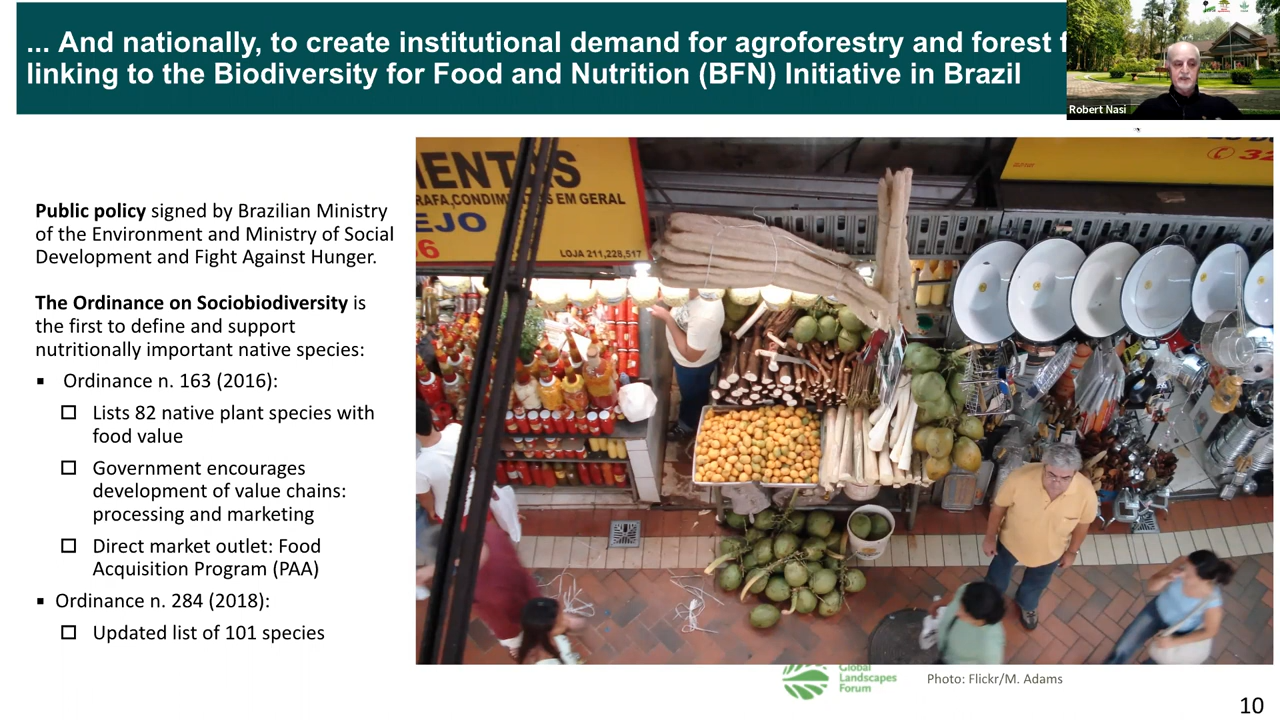 ... And nationally, to create institutional demand for agroforestry and forest
linking to the Biodiversity for Food and Nutrition (BFN) Initiative in Brazil
Robert Nasi
Public policy signed by Brazilian Ministry
of the Environment and Ministry of Social
Development and Fight Against Hunger.
The Ordinance on Sociobiodiversity is
the first to define and support
nutritionally important native species:
▪ Ordinance n. 163 (2016):
☐ Lists 82 native plant species with
food value
☐ Government encourages
development of value chains:
processing and marketing
☐ Direct market outlet: Food
Acquisition Program (PAA)
▪ Ordinance n. 284 (2018):
☐ Updated list of 101 species
MENTAS
RAFA,CONDIMENTOS EM GERAL
EJO
6
LOJA 211,228,517
32
Global
Landscapes
Forum
Photo: Flickr/M. Adams
10